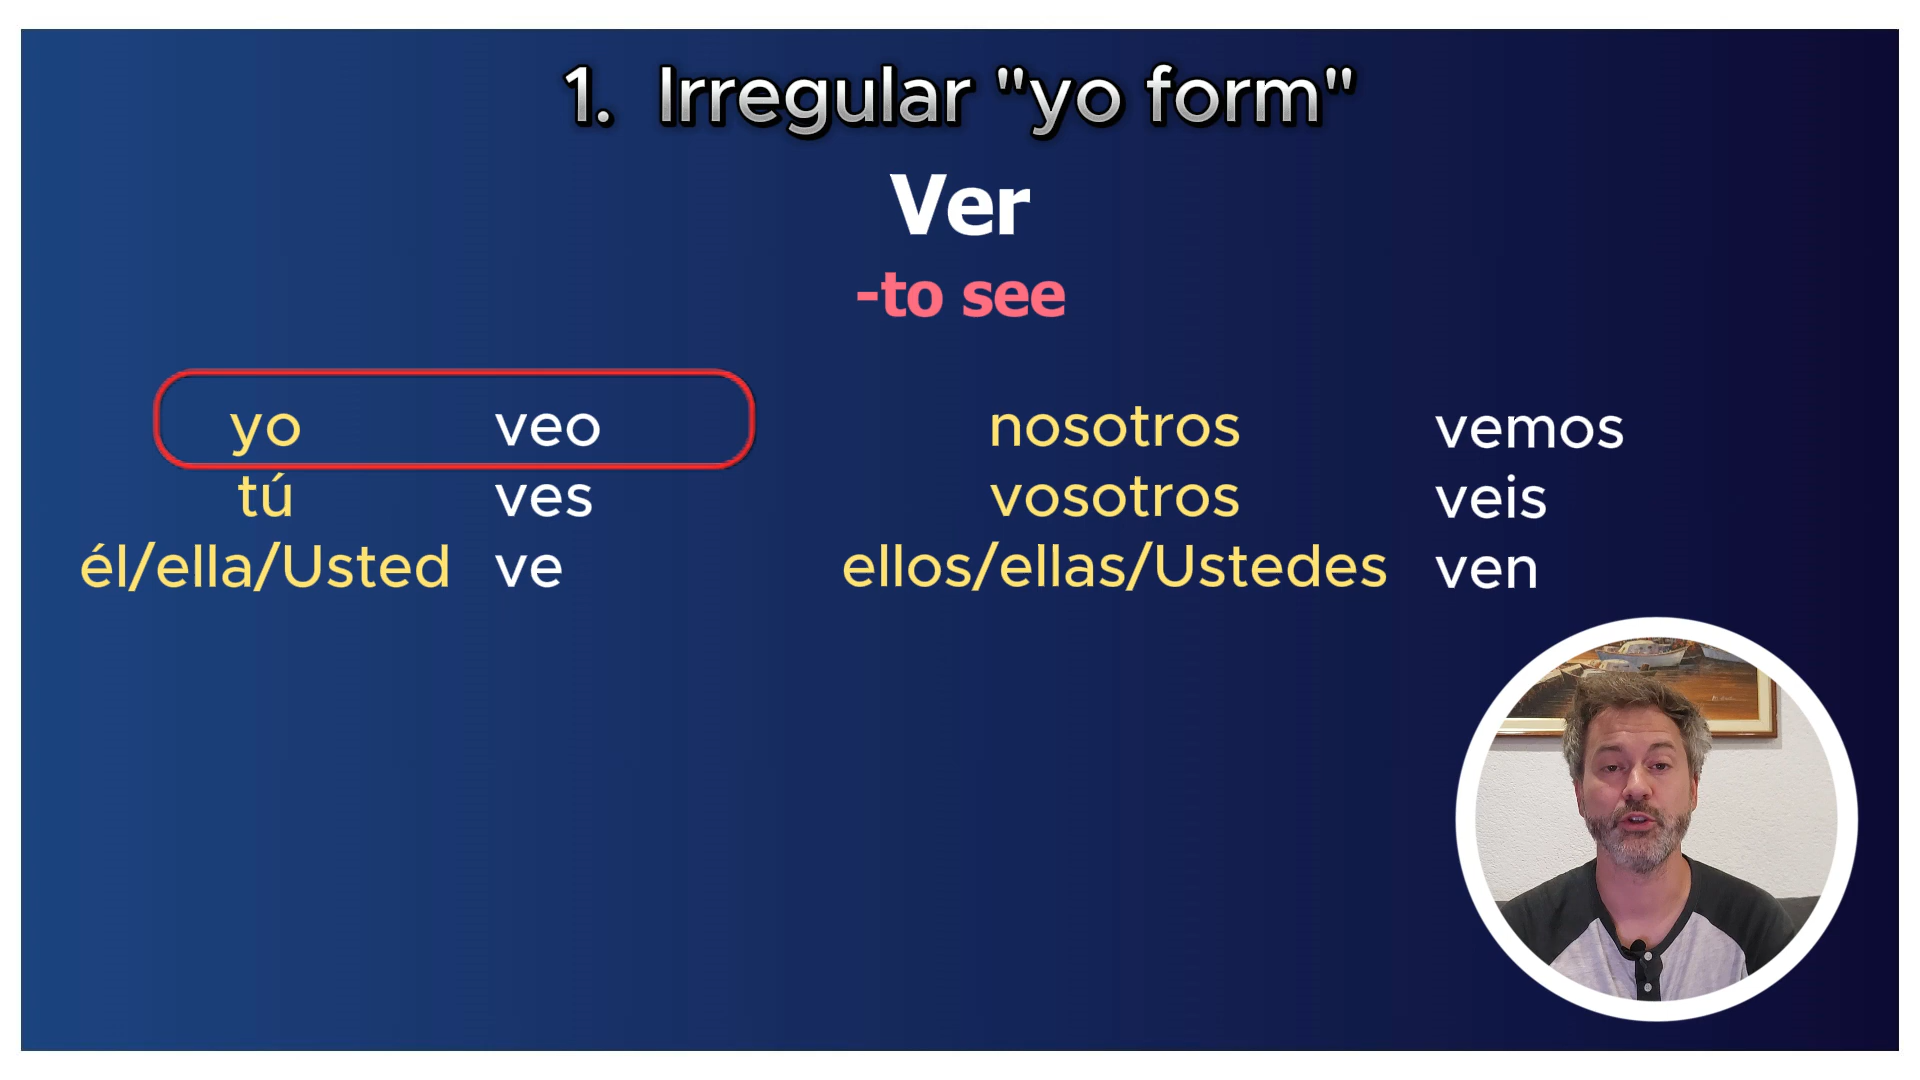 1. Irregular "yo form"
Ver
-to see
yo veo
tú ves
él/ella/Usted ve
nosotros vemos
vosotros veis
ellos/ellas/Ustedes ven